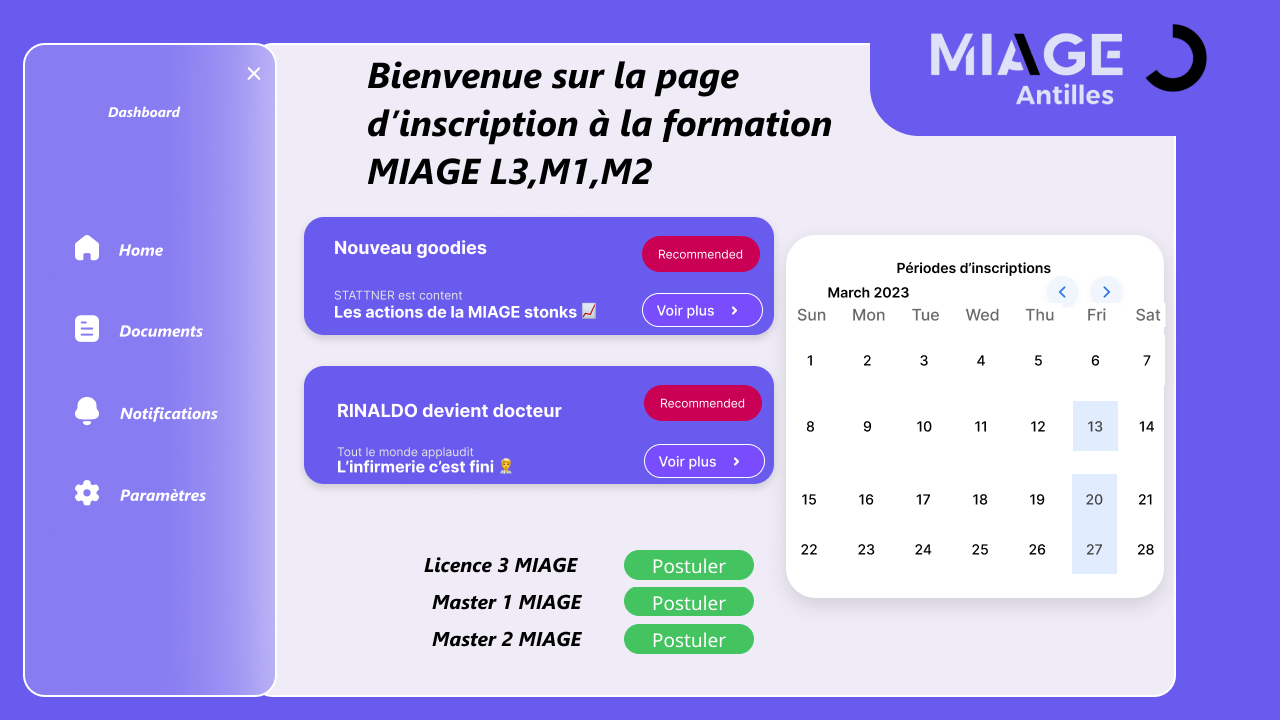 MIAGE
Antilles
Dashboard
Home
Documents
Notifications
Paramètres
Bienvenue sur la page
d’inscription à la formation
MIAGE L3,M1,M2
Nouveau goodies
Recommended
STATTNER est content
Les actions de la MIAGE stonks 📈
Voir plus
RINALDO devient docteur
Recommended
Tout le monde applaudit
L’infirmerie c’est fini 👨‍⚕️
Voir plus
Périodes d’inscriptions
March 2023
Sun Mon Tue Wed Thu Fri Sat
1 2 3 4 5 6 7
8 9 10 11 12 13 14
15 16 17 18 19 20 21
22 23 24 25 26 27 28
Licence 3 MIAGE Postuler
Master 1 MIAGE Postuler
Master 2 MIAGE Postuler